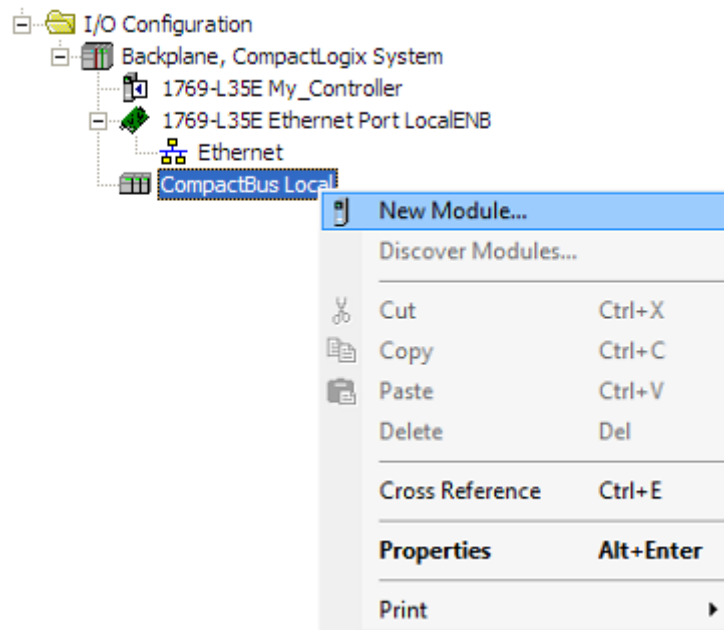 I/O Configuration
Backplane, CompactLogix System
1769-L35E My_Controller
1769-L35E Ethernet Port LocalENB
Ethernet
CompactBus Local
New Module...
Discover Modules...
Cut Ctrl+X
Copy Ctrl+C
Paste Ctrl+V
Delete Del
Cross Reference Ctrl+E
Properties Alt+Enter
Print